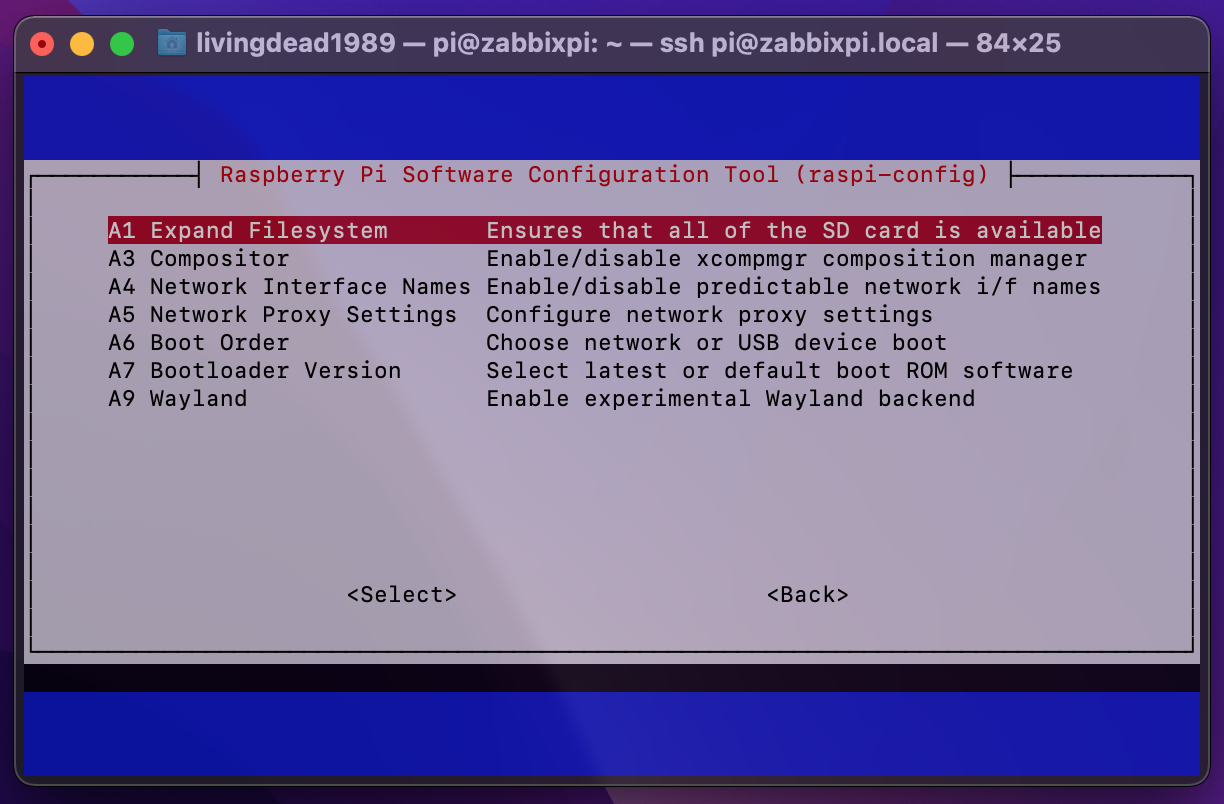 livingdead1989 — pi@zabbixpi: ~ — ssh pi@zabbixpi.local — 84×25
Raspberry Pi Software Configuration Tool (raspi-config)
A1 Expand Filesystem       Ensures that all of the SD card is available
A3 Compositor              Enable/disable xcompmgr composition manager
A4 Network Interface Names Enable/disable predictable network i/f names
A5 Network Proxy Settings  Configure network proxy settings
A6 Boot Order              Choose network or USB device boot
A7 Bootloader Version      Select latest or default boot ROM software
A9 Wayland                 Enable experimental Wayland backend
<Select>                      <Back>